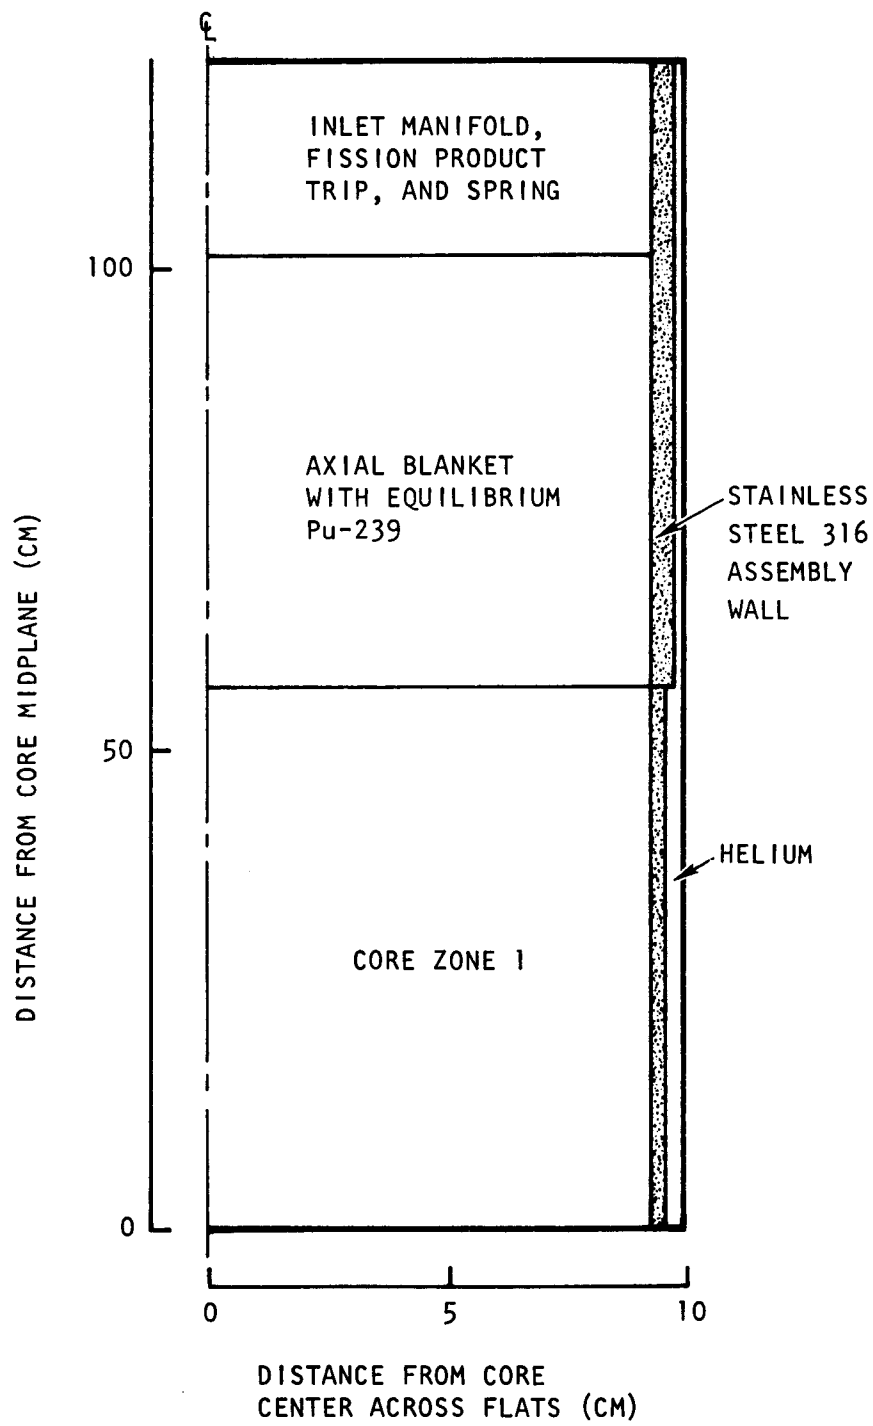 ℄
INLET MANIFOLD,
FISSION PRODUCT
TRIP, AND SPRING
100
AXIAL BLANKET
WITH EQUILIBRIUM
Pu-239
STAINLESS
STEEL 316
ASSEMBLY
WALL
DISTANCE FROM CORE MIDPLANE (CM)
50
HELIUM
CORE ZONE 1
0
0
5
10
DISTANCE FROM CORE
CENTER ACROSS FLATS (CM)